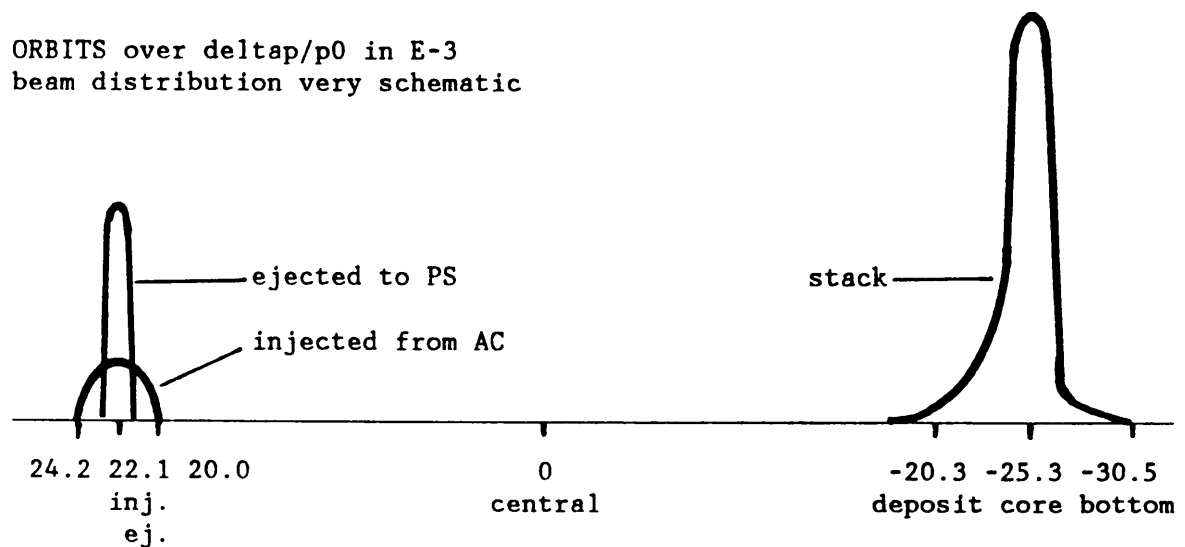 ORBITS over deltap/p0 in E-3
beam distribution very schematic
ejected to PS
stack
injected from AC
24.2 22.1 20.0 0 -20.3 -25.3 -30.5
inj. central deposit core bottom
ej.